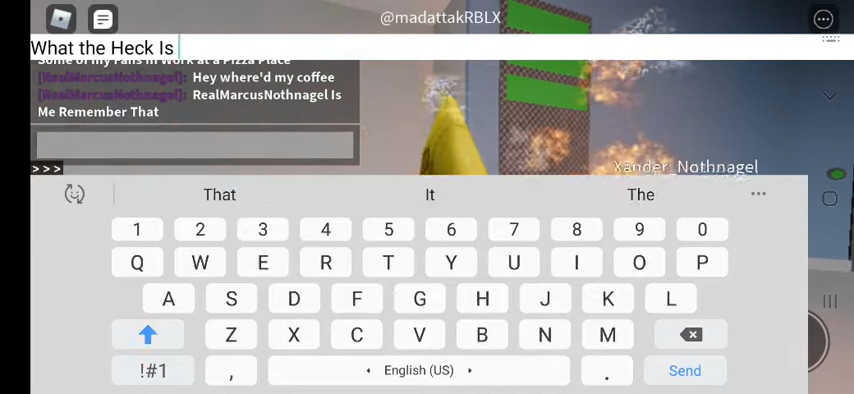 @madattakRBLX
What the Heck Is
Some of my Fans in Work at a Pizza Place
[RealMarcusNothnagel]: Hey where'd my coffee
[RealMarcusNothnagel]: RealMarcusNothnagel Is
Me Remember That
Xander_Nothnagel
>>>
That It The
1 2 3 4 5 6 7 8 9 0
Q W E R T Y U I O P
A S D F G H J K L
Z X C V B N M
!#1 , English (US) . Send